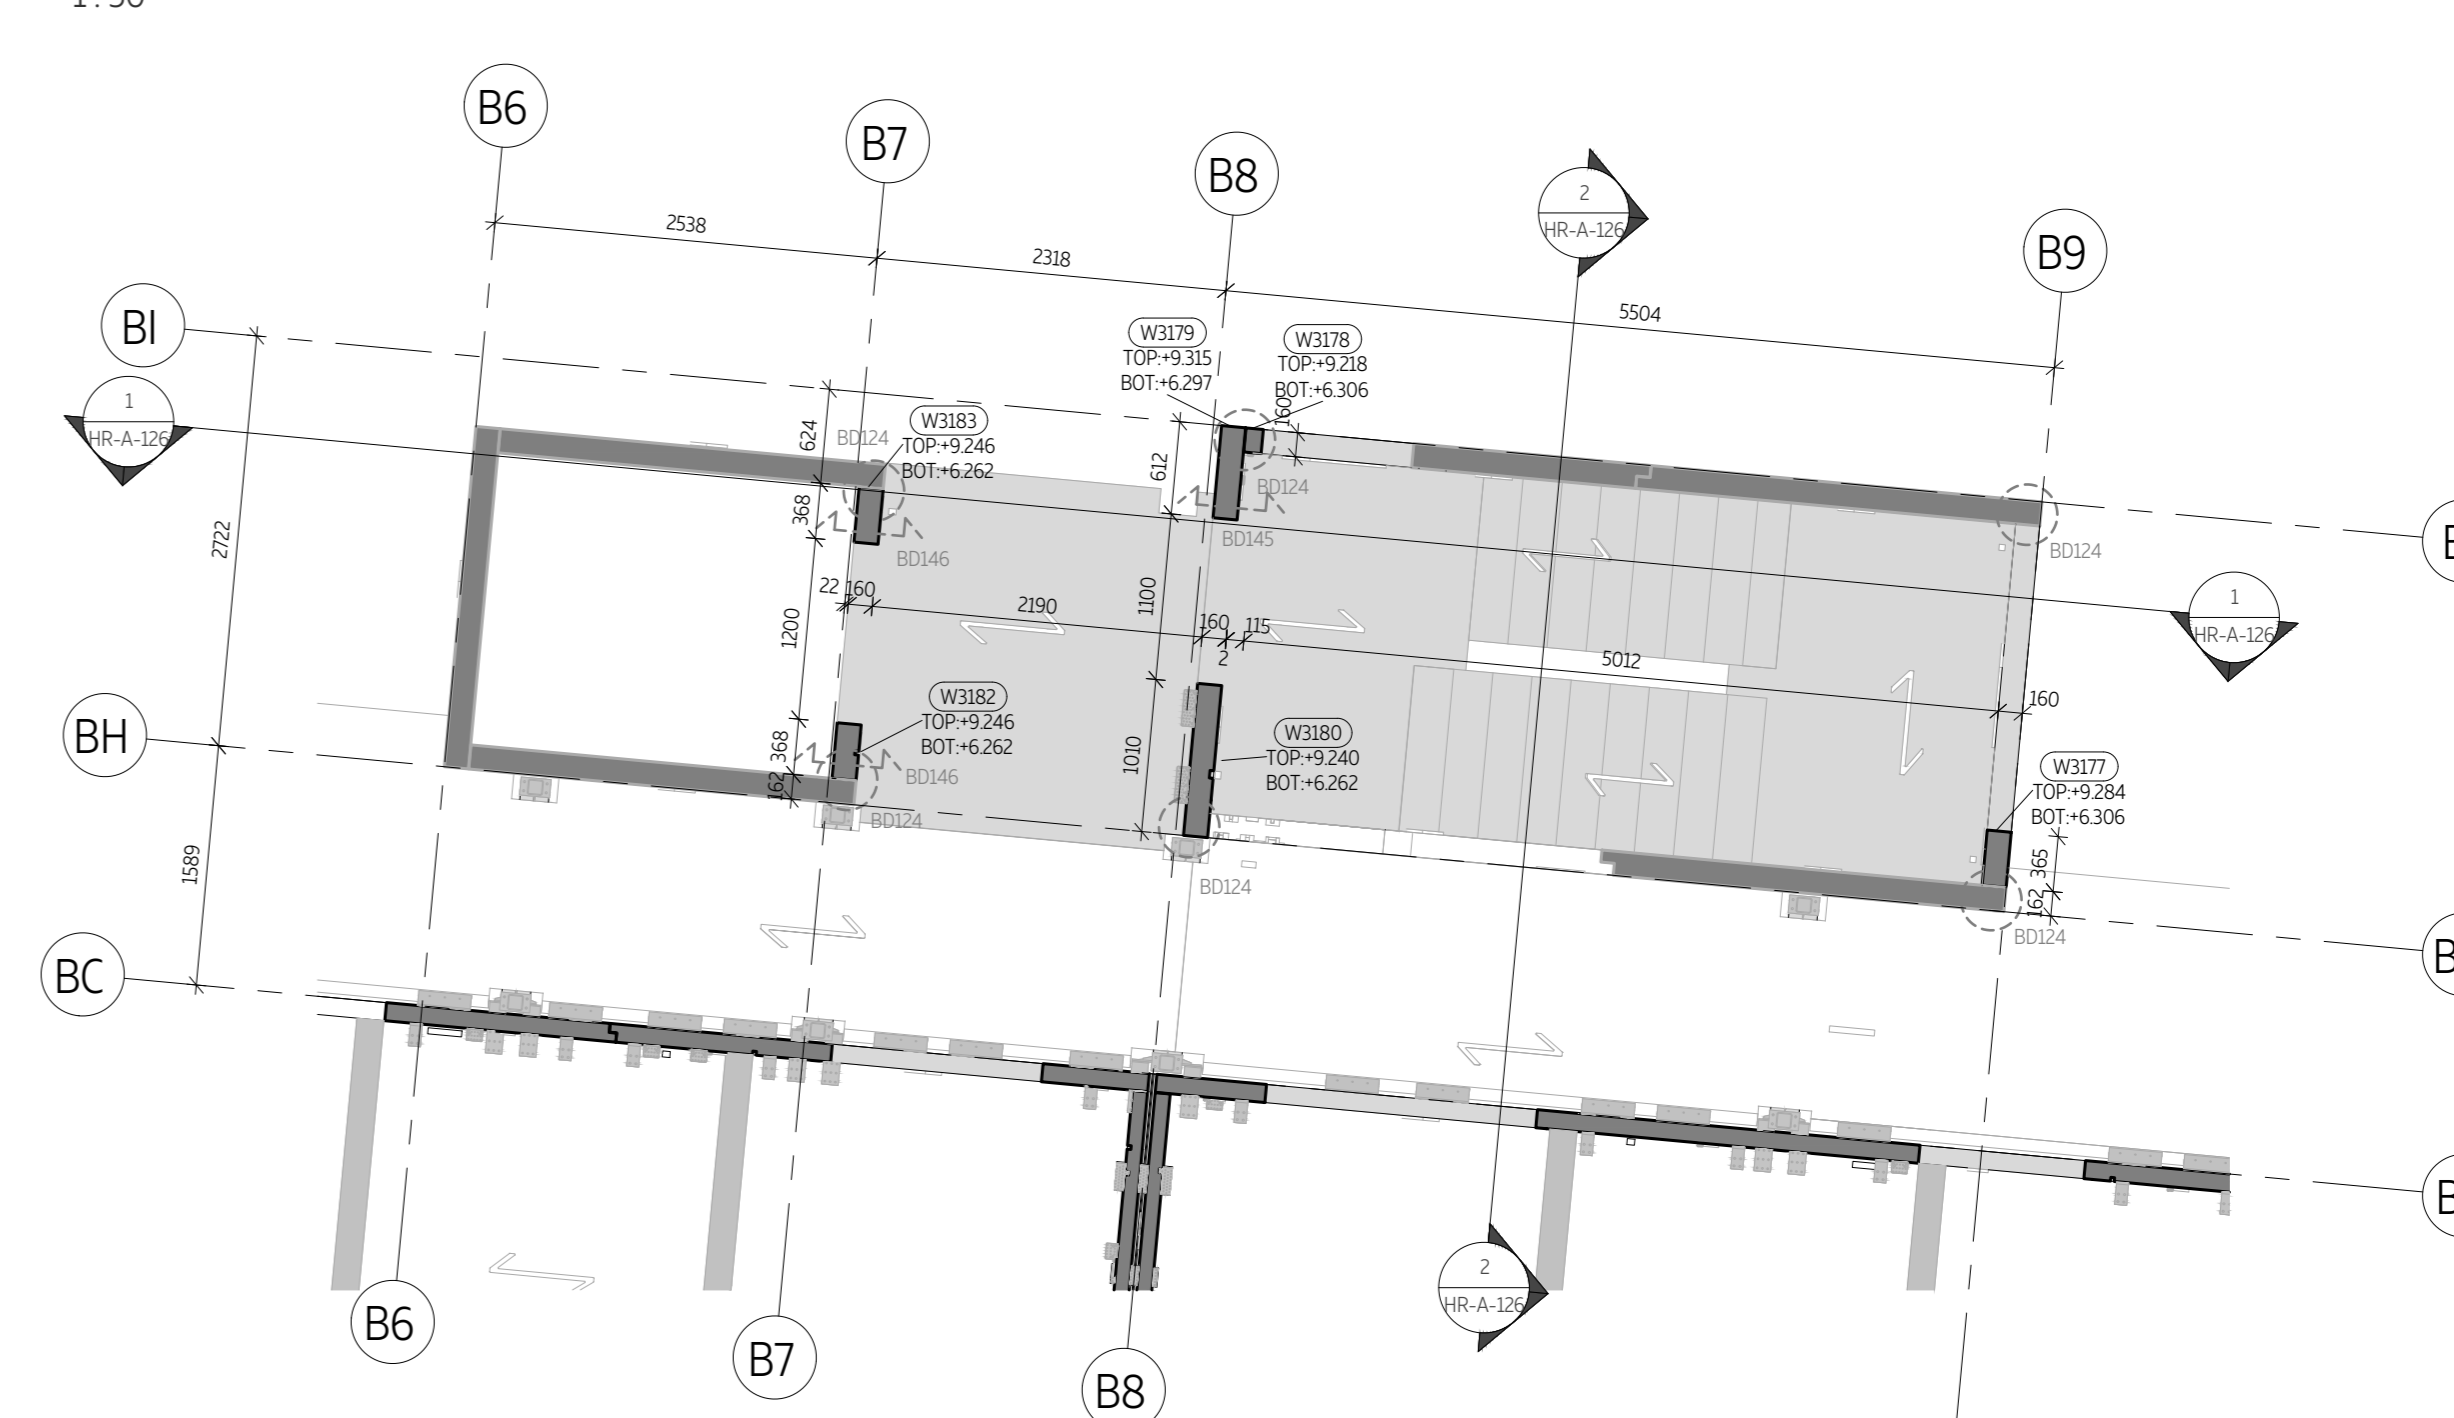 B6
B7
B8
2
HR-A-126
B9
2538
2318
5504
BI
1
HR-A-126
W3179
TOP:+9.315
BOT:+6.297
W3178
TOP:+9.218
BOT:+6.306
160
624
BD124
W3183
TOP:+9.246
BOT:+6.262
612
BD124
368
BD146
BD145
BD124
2722
22
160
2190
1100
1200
160
115
2
5012
160
1
HR-A-126
BH
W3182
TOP:+9.246
BOT:+6.262
368
162
BD146
BD124
1010
W3180
TOP:+9.240
BOT:+6.262
W3177
TOP:+9.284
BOT:+6.306
365
162
BD124
BD124
1589
BC
2
HR-A-126
B6
B7
B8